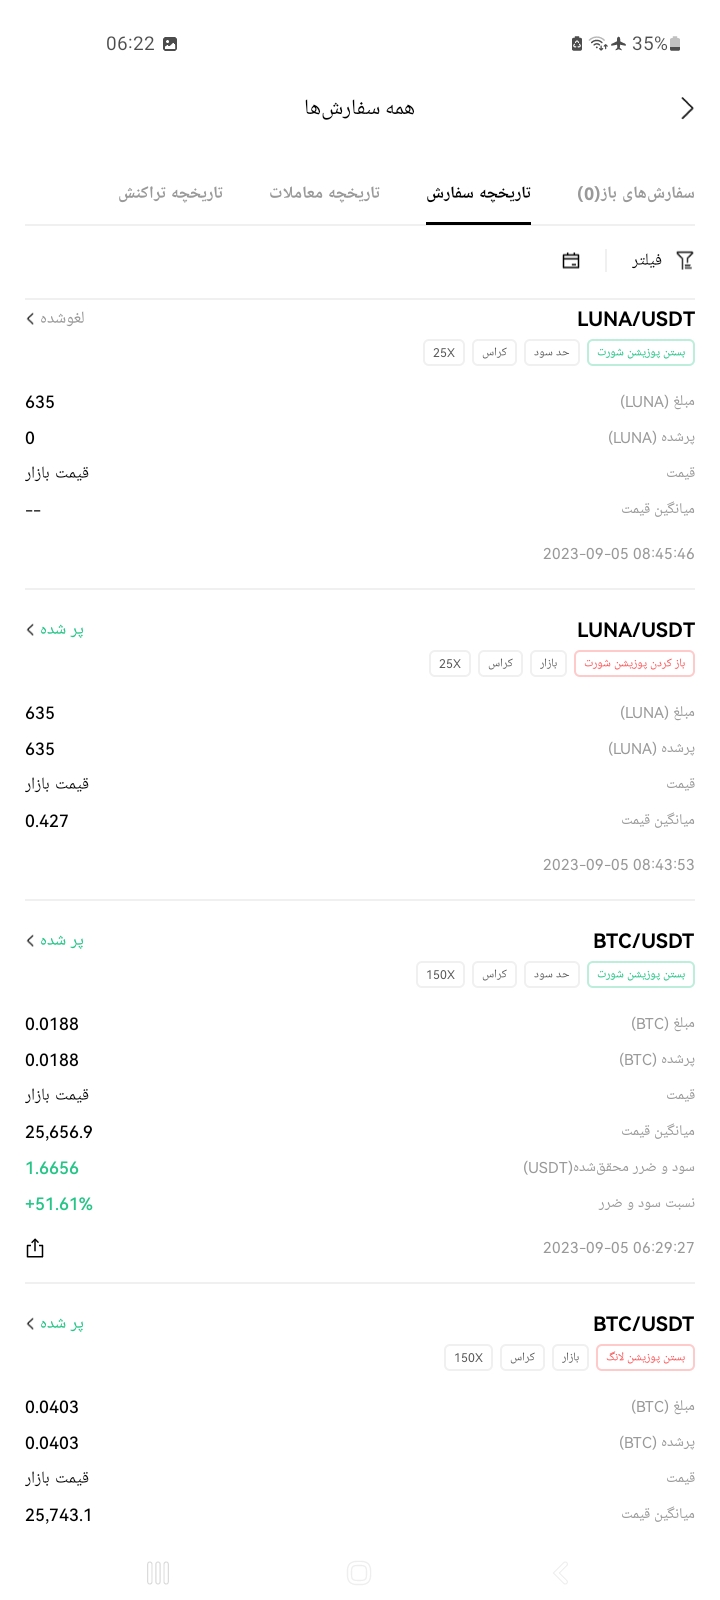 06:22 35%
همه سفارش‌ها
سفارش‌های باز(0) تاریخچه سفارش تاریخچه معاملات تاریخچه تراکنش
فیلتر
LUNA/USDT لغوشده
بستن پوزیشن شورت حد سود کراس 25X
مبلغ (LUNA) 635
پرشده (LUNA) 0
قیمت قیمت بازار
میانگین قیمت --
2023-09-05 08:45:46
LUNA/USDT پر شده
باز کردن پوزیشن شورت بازار کراس 25X
مبلغ (LUNA) 635
پرشده (LUNA) 635
قیمت قیمت بازار
میانگین قیمت 0.427
2023-09-05 08:43:53
BTC/USDT پر شده
بستن پوزیشن شورت حد سود کراس 150X
مبلغ (BTC) 0.0188
پرشده (BTC) 0.0188
قیمت قیمت بازار
میانگین قیمت 25,656.9
سود و ضرر محقق‌شده(USDT) 1.6656
نسبت سود و ضرر +51.61%
2023-09-05 06:29:27
BTC/USDT پر شده
بستن پوزیشن لانگ بازار کراس 150X
مبلغ (BTC) 0.0403
پرشده (BTC) 0.0403
قیمت قیمت بازار
میانگین قیمت 25,743.1